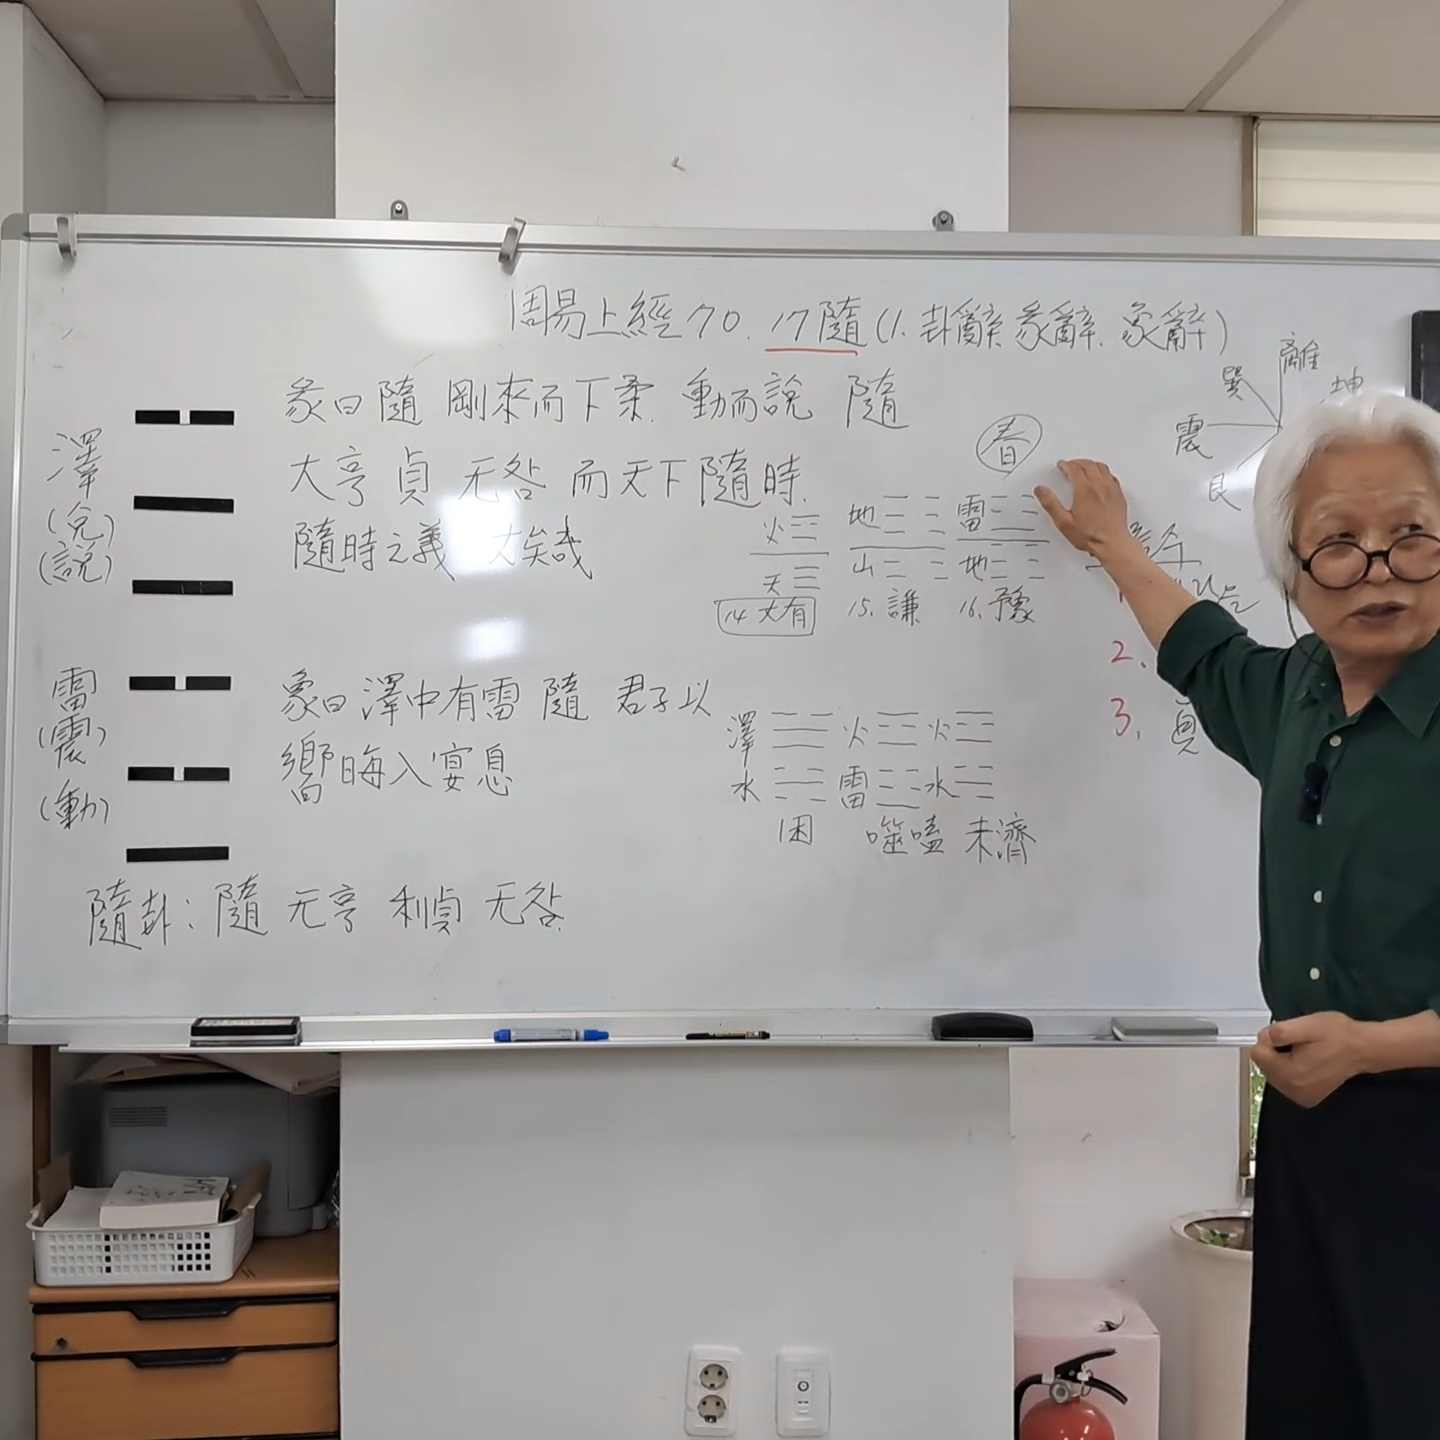 周易上經70. 17隨(1. 卦辭. 彖辭. 象辭)
彖曰 隨 剛來而下柔. 動而說 隨
大亨 貞 无咎 而天下隨時.
隨時之義 大矣哉
澤
(兌)
(說)
雷
(震)
(動)
象曰 澤中有雷 隨 君子以
嚮晦入宴息
隨卦: 隨 元亨 利貞 无咎.
春
火
天
14 大有
地
山
15. 謙
雷
地
16. 豫
澤
水
困
火
雷
噬嗑
火
水
未濟
離
巽
坤
震
艮
2.
3.